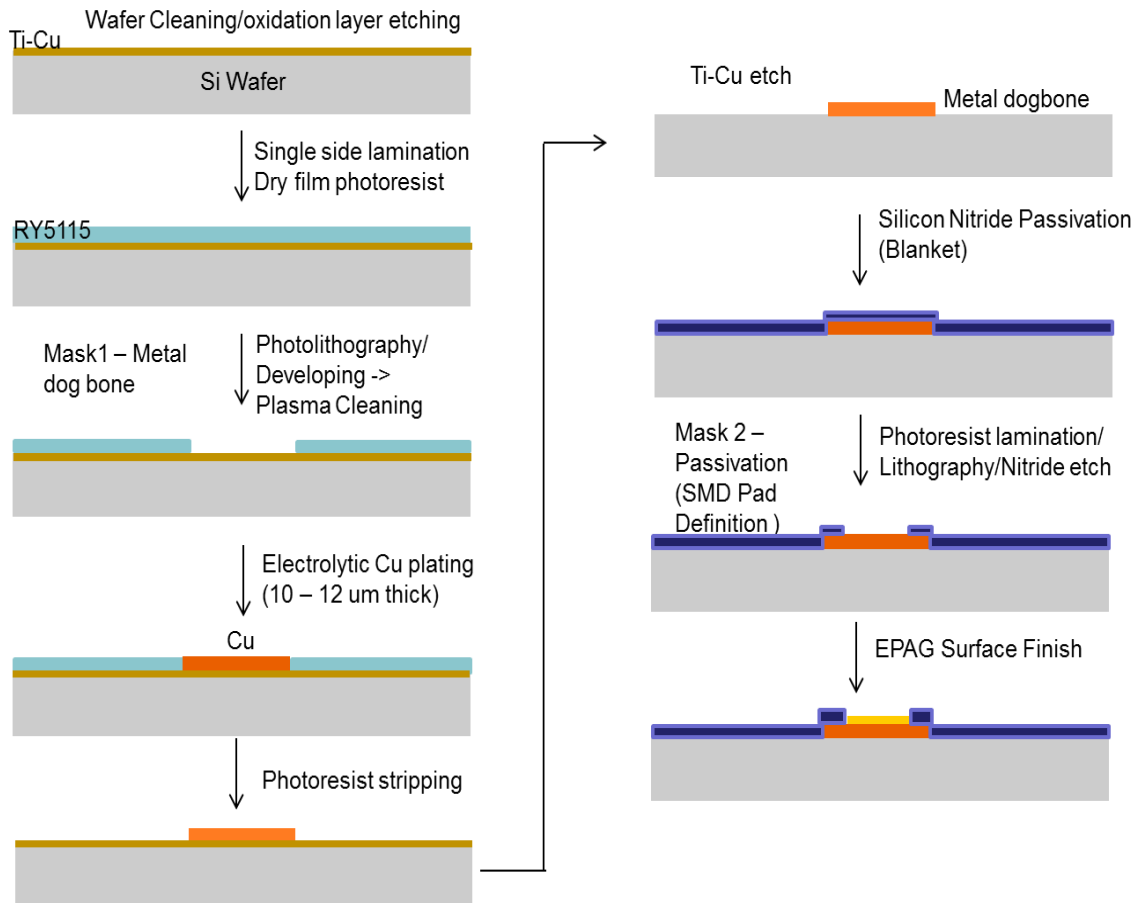 Wafer Cleaning/oxidation layer etching
Ti-Cu
Si Wafer
Single side lamination
Dry film photoresist
RY5115
Mask1 – Metal
dog bone
Photolithography/
Developing ->
Plasma Cleaning
Electrolytic Cu plating
(10 – 12 um thick)
Cu
Photoresist stripping
Ti-Cu etch
Metal dogbone
Silicon Nitride Passivation
(Blanket)
Mask 2 –
Passivation
(SMD Pad
Definition )
Photoresist lamination/
Lithography/Nitride etch
EPAG Surface Finish